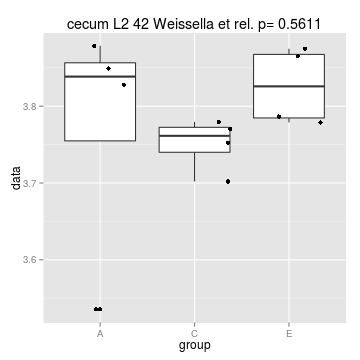 cecum L2 42 Weissella et rel. p= 0.5611
3.8
3.7
3.6
data
A C E
group